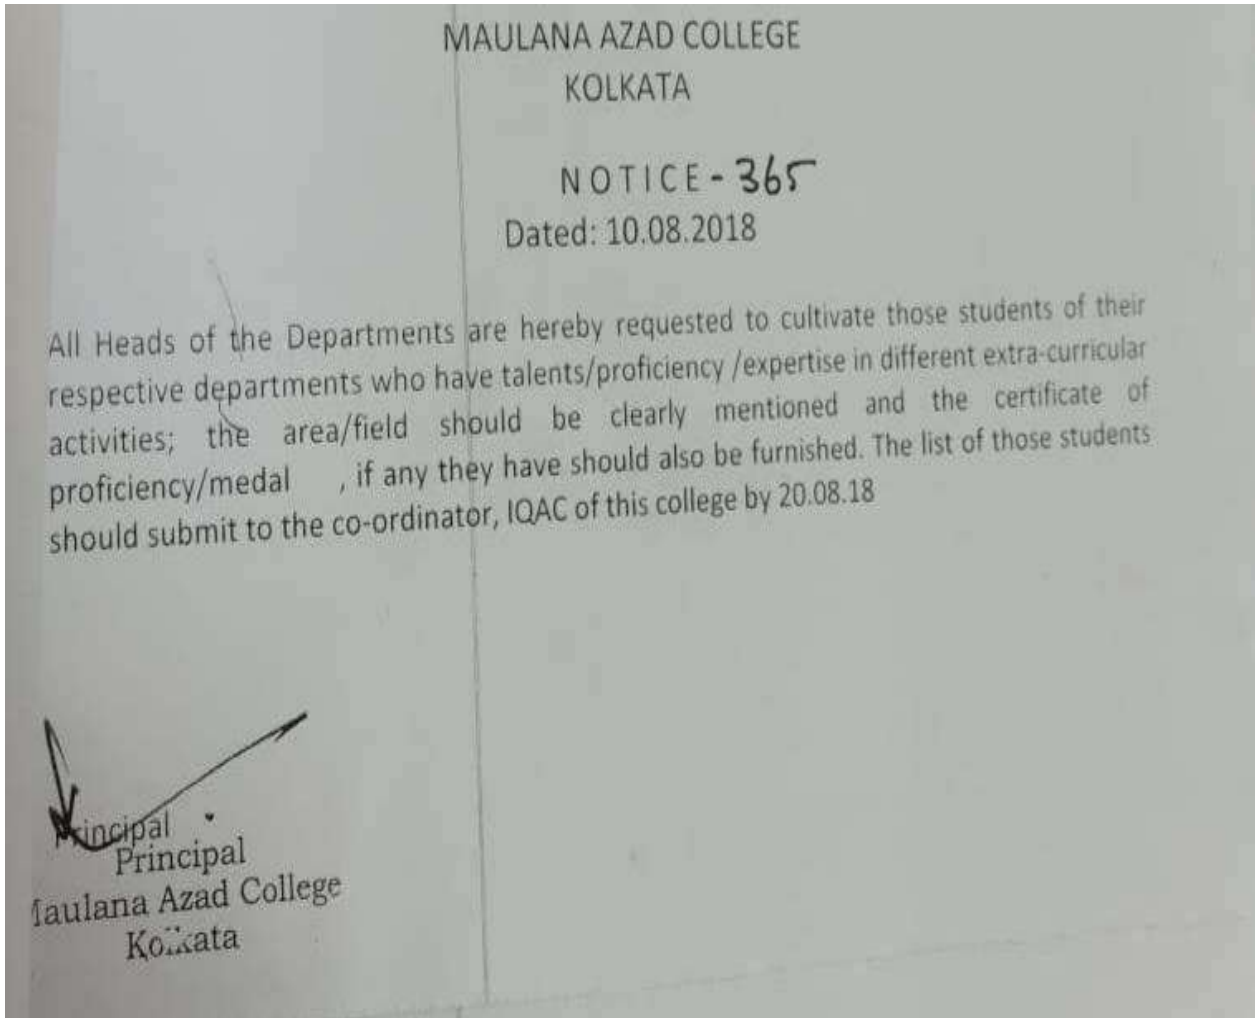 MAULANA AZAD COLLEGE
KOLKATA
NOTICE - 365
Dated: 10.08.2018
All Heads of the Departments are hereby requested to cultivate those students of their
respective departments who have talents/proficiency /expertise in different extra-curricular
activities; the area/field should be clearly mentioned and the certificate of
proficiency/medal , if any they have should also be furnished. The list of those students
should submit to the co-ordinator, IQAC of this college by 20.08.18
Principal
Principal
Maulana Azad College
Kolkata